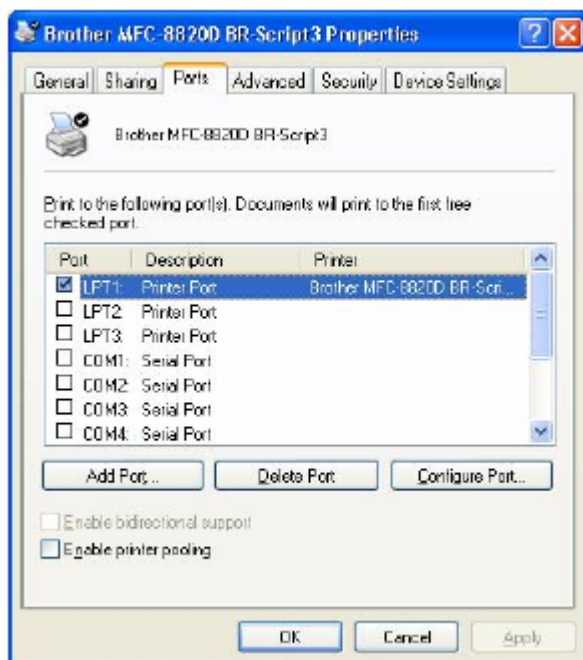 Brother MFC-8820D BR-Script3 Properties
General Sharing Ports Advanced Security Device Settings
Brother MFC-8820D BR-Script3
Print to the following port(s). Documents will print to the first free
checked port.
Port Description Printer
LPT1: Printer Port Brother MFC-8820D BR-Scri...
LPT2: Printer Port
LPT3: Printer Port
COM1: Serial Port
COM2: Serial Port
COM3: Serial Port
COM4: Serial Port
Add Port... Delete Port Configure Port...
Enable bidirectional support
Enable printer pooling
OK Cancel Apply